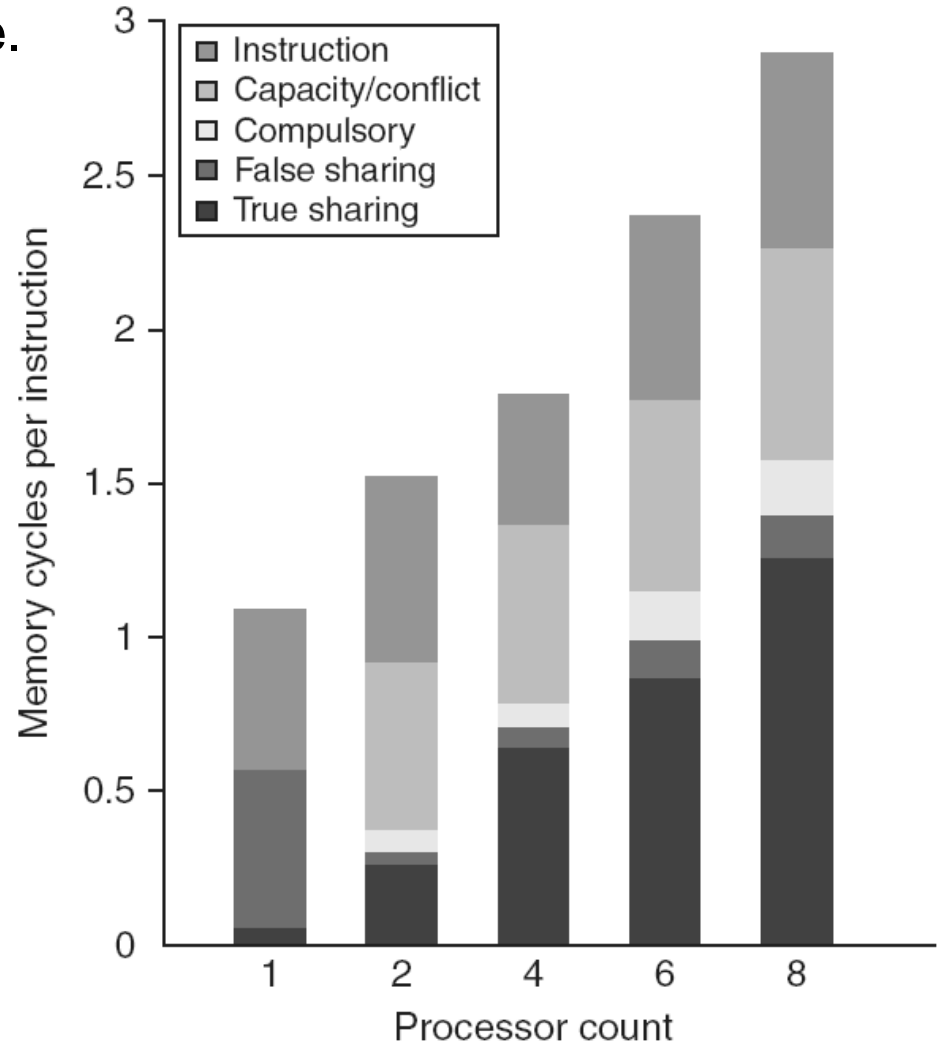 e.
3
Instruction
Capacity/conflict
Compulsory
False sharing
True sharing
2.5
2
1.5
1
0.5
0
Memory cycles per instruction
1 2 4 6 8
Processor count